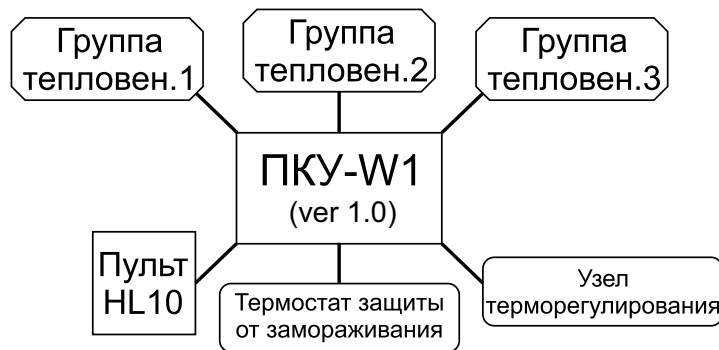 Группа
тепловен.1
Группа
тепловен.2
Группа
тепловен.3
ПКУ-W1
(ver 1.0)
Пульт
HL10
Термостат защиты
от замораживания
Узел
терморегулирования